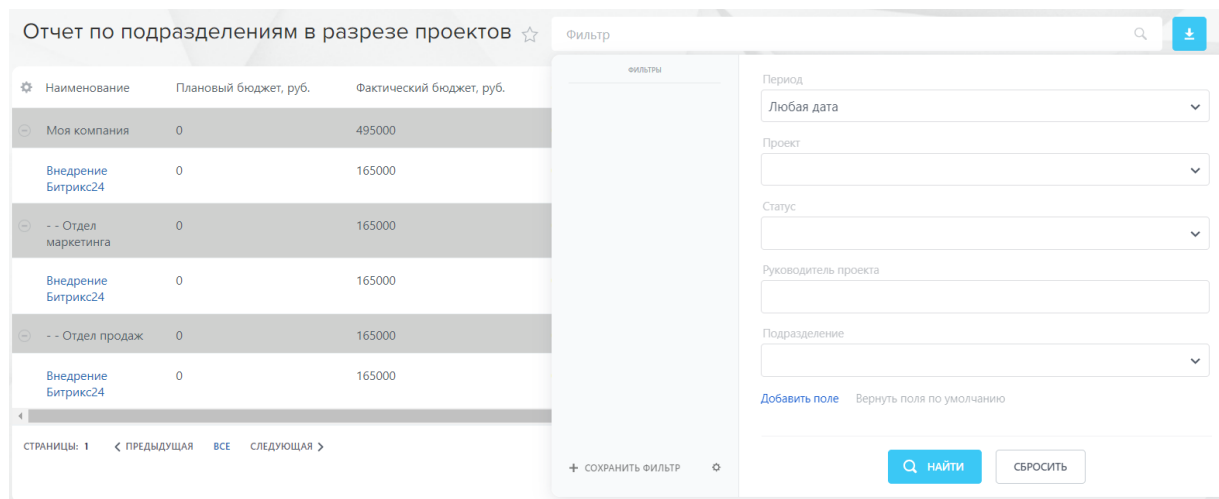 Отчет по подразделениям в разрезе проектов
Фильтр
Наименование Плановый бюджет, руб. Фактический бюджет, руб.
Моя компания 0 495000
Внедрение 0 165000
Битрикс24
- - Отдел 0 165000
маркетинга
Внедрение 0 165000
Битрикс24
- - Отдел продаж 0 165000
Внедрение 0 165000
Битрикс24
СТРАНИЦЫ: 1 ПРЕДЫДУЩАЯ ВСЕ СЛЕДУЮЩАЯ
ФИЛЬТРЫ
+ СОХРАНИТЬ ФИЛЬТР
Период
Любая дата
Проект
Статус
Руководитель проекта
Подразделение
Добавить поле Вернуть поля по умолчанию
НАЙТИ СБРОСИТЬ